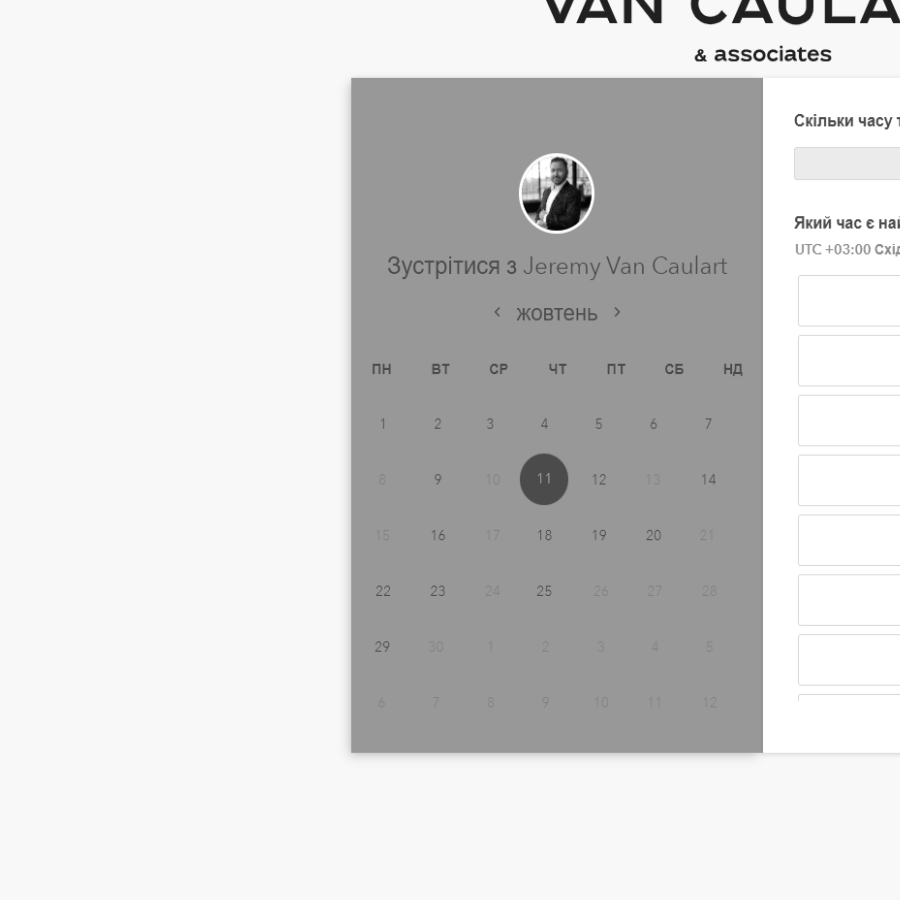 VAN CAULA
& associates
Зустрітися з Jeremy Van Caulart
жовтень
ПН ВТ СР ЧТ ПТ СБ НД
1 2 3 4 5 6 7
8 9 10 11 12 13 14
15 16 17 18 19 20 21
22 23 24 25 26 27 28
29 30 1 2 3 4 5
6 7 8 9 10 11 12
Скільки часу
Який час є
UTC +03:00